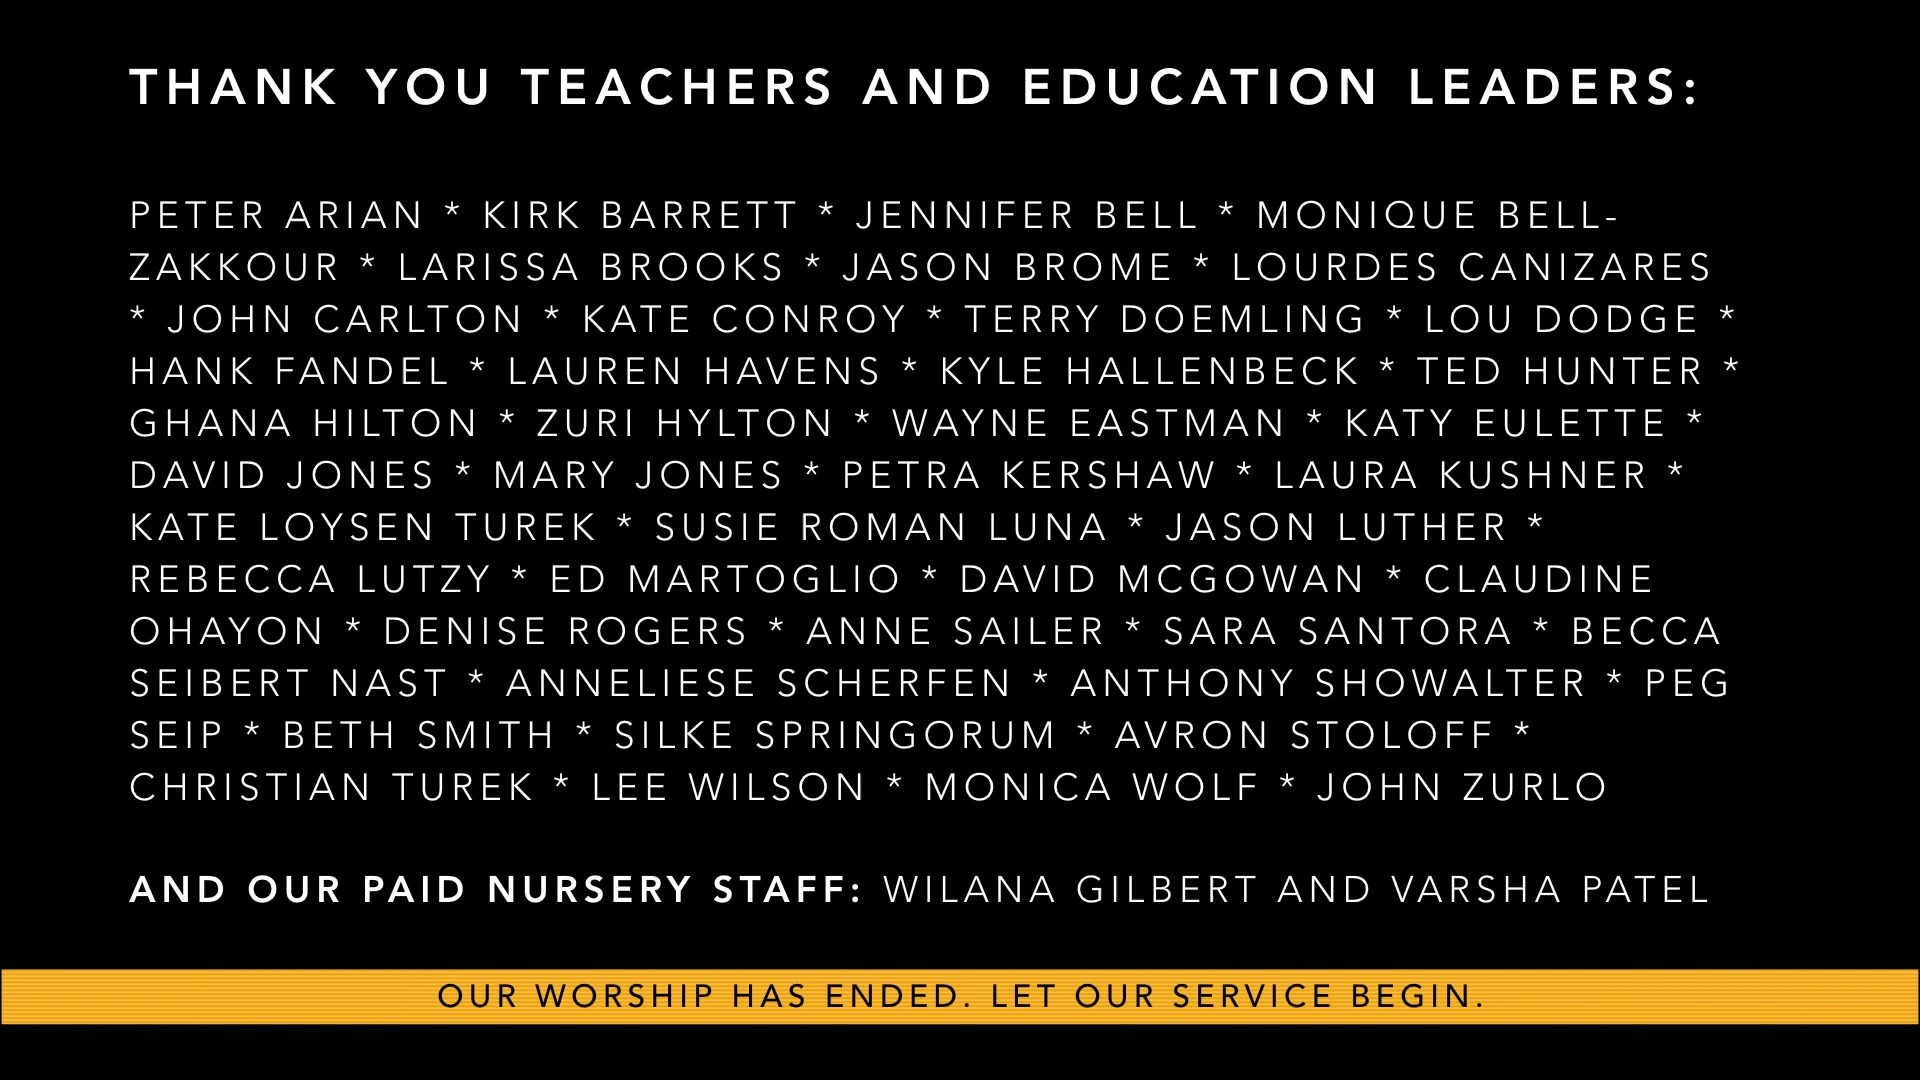 THANK YOU TEACHERS AND EDUCATION LEADERS:
PETER ARIAN * KIRK BARRETT * JENNIFER BELL * MONIQUE BELL-
ZAKKOUR * LARISSA BROOKS * JASON BROME * LOURDES CANIZARES
* JOHN CARLTON * KATE CONROY * TERRY DOEMLING * LOU DODGE *
HANK FANDEL * LAUREN HAVENS * KYLE HALLENBECK * TED HUNTER *
GHANA HILTON * ZURI HYLTON * WAYNE EASTMAN * KATY EULETTE *
DAVID JONES * MARY JONES * PETRA KERSHAW * LAURA KUSHNER *
KATE LOYSEN TUREK * SUSIE ROMAN LUNA * JASON LUTHER *
REBECCA LUTZY * ED MARTOGLIO * DAVID MCGOWAN * CLAUDINE
OHAYON * DENISE ROGERS * ANNE SAILER * SARA SANTORA * BECCA
SEIBERT NAST * ANNELIESE SCHERFEN * ANTHONY SHOWALTER * PEG
SEIP * BETH SMITH * SILKE SPRINGORUM * AVRON STOLOFF *
CHRISTIAN TUREK * LEE WILSON * MONICA WOLF * JOHN ZURLO
AND OUR PAID NURSERY STAFF: WILANA GILBERT AND VARSHA PATEL
OUR WORSHIP HAS ENDED. LET OUR SERVICE BEGIN.